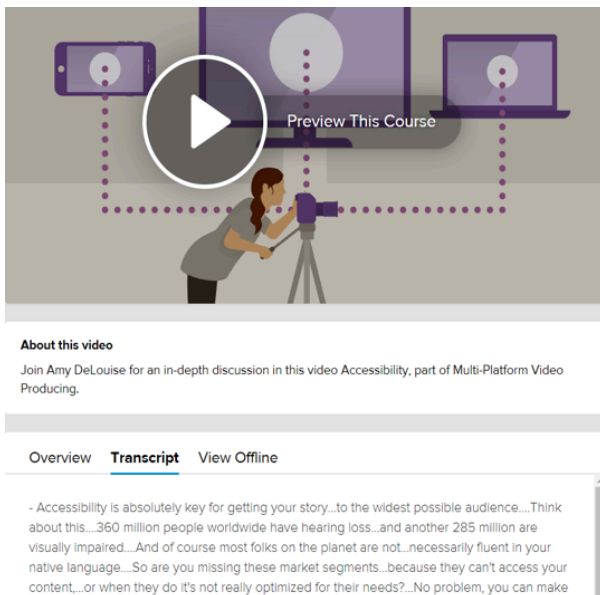 Preview This Course
About this video
Join Amy DeLouise for an in-depth discussion in this video Accessibility, part of Multi-Platform Video
Producing.
Overview Transcript View Offline
- Accessibility is absolutely key for getting your story...to the widest possible audience....Think
about this....360 million people worldwide have hearing loss...and another 285 million are
visually impaired....And of course most folks on the planet are not...necessarily fluent in your
native language....So are you missing these market segments...because they can't access your
content,...or when they do it's not really optimized for their needs?...No problem, you can make